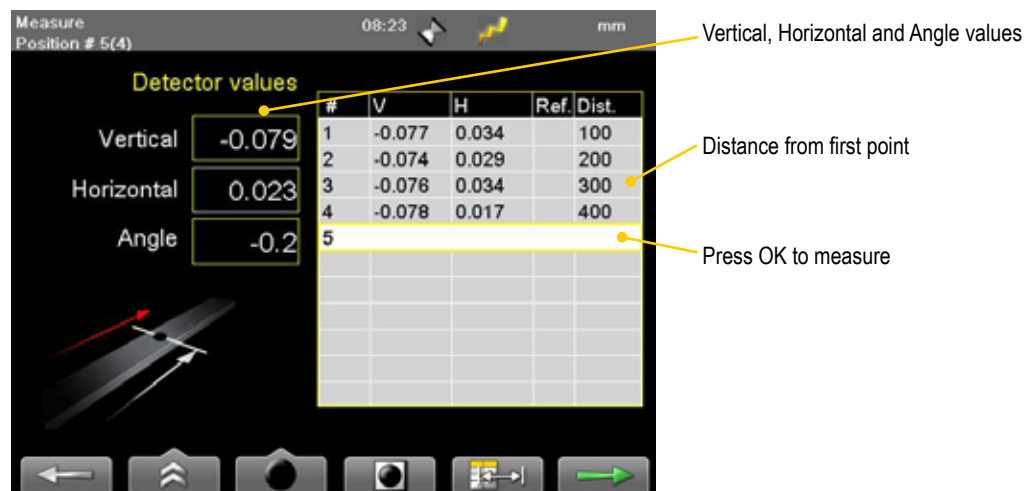 Measure 08:23 mm
Position # 5(4)
Vertical, Horizontal and Angle values
Detector values
# V H Ref. Dist.
Vertical -0.079
1 -0.077 0.034 100
2 -0.074 0.029 200
Distance from first point
Horizontal 0.023
3 -0.076 0.034 300
4 -0.078 0.017 400
Angle -0.2
5
Press OK to measure